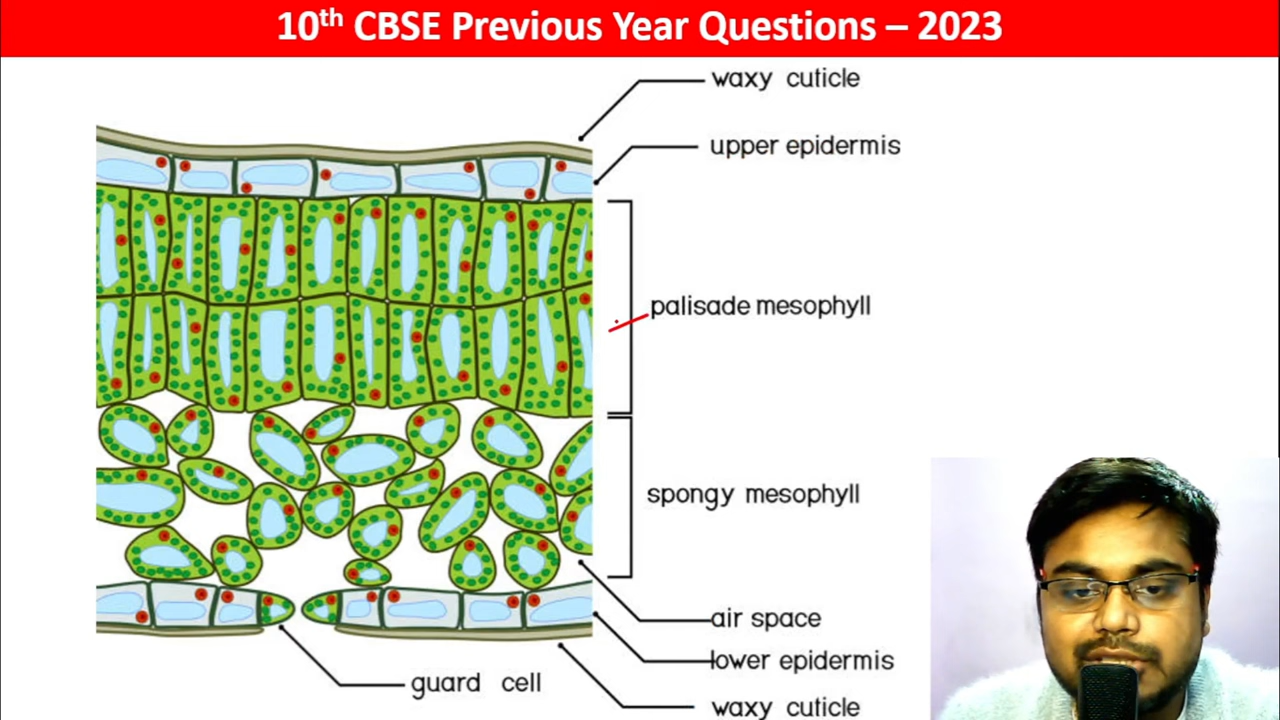 10th CBSE Previous Year Questions – 2023
waxy cuticle
upper epidermis
palisade mesophyll
spongy mesophyll
air space
lower epidermis
guard cell
waxy cuticle